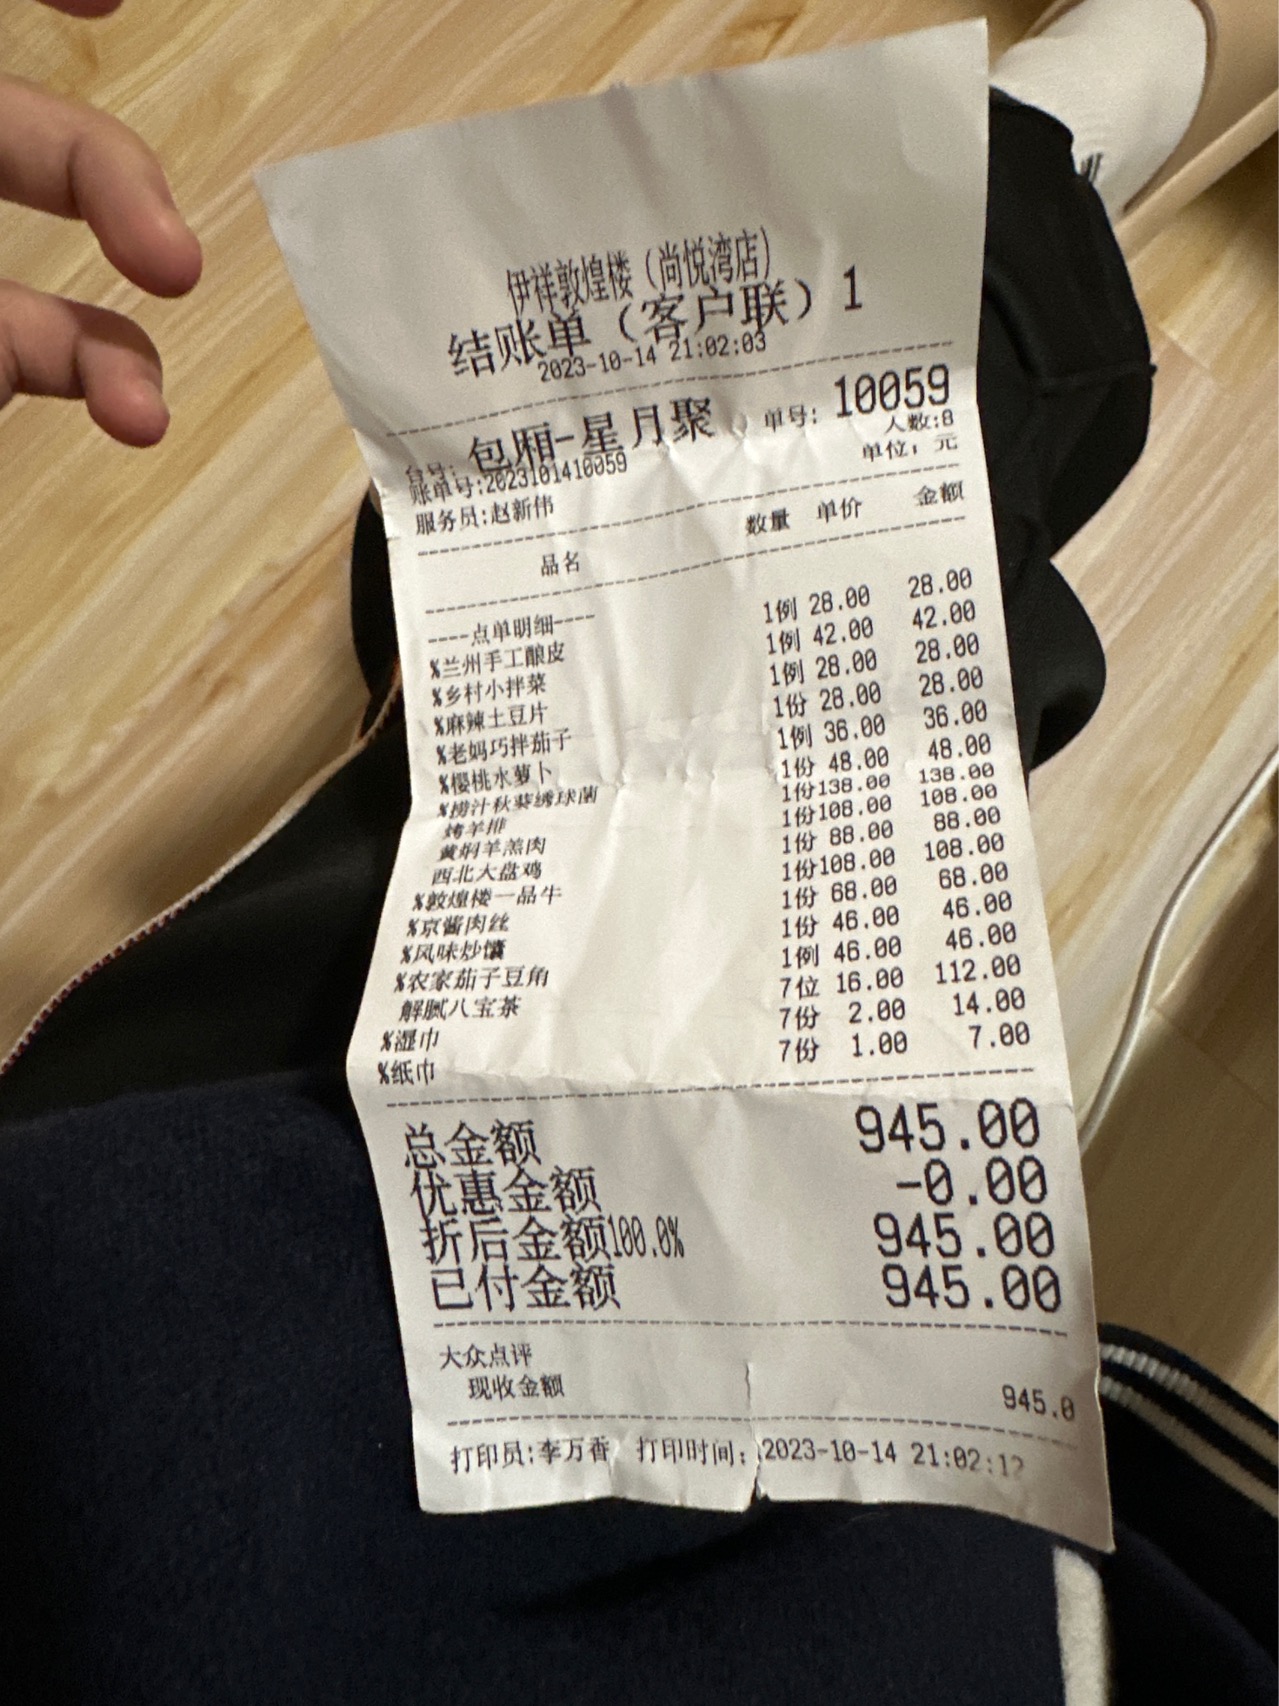 伊祥敦煌楼（尚悦湾店）
结账单（客户联）1
2023-10-14 21:02:03
台号: 包厢-星月聚 单号: 10059
账单号:2023101410059 人数:8
服务员:赵新伟 单位: 元
品名 数量 单价 金额
----点单明细----
%兰州手工酿皮 1例 28.00 28.00
%乡村小拌菜 1例 42.00 42.00
%麻辣土豆片 1例 28.00 28.00
%老妈巧拌茄子 1份 28.00 28.00
%樱桃水萝卜 1例 36.00 36.00
%捞汁秋葵绣球菌 1份 48.00 48.00
烤羊排 1份138.00 138.00
黄焖羊羔肉 1份108.00 108.00
西北大盘鸡 1份 88.00 88.00
%敦煌楼一品牛 1份108.00 108.00
%京酱肉丝 1份 68.00 68.00
%风味炒馕 1份 46.00 46.00
%农家茄子豆角 1例 46.00 46.00
解腻八宝茶 7位 16.00 112.00
%湿巾 7份 2.00 14.00
%纸巾 7份 1.00 7.00
总金额 945.00
优惠金额 -0.00
折后金额100.0% 945.00
已付金额 945.00
大众点评
现收金额 945.0
打印员:李万香 打印时间: 2023-10-14 21:02:12